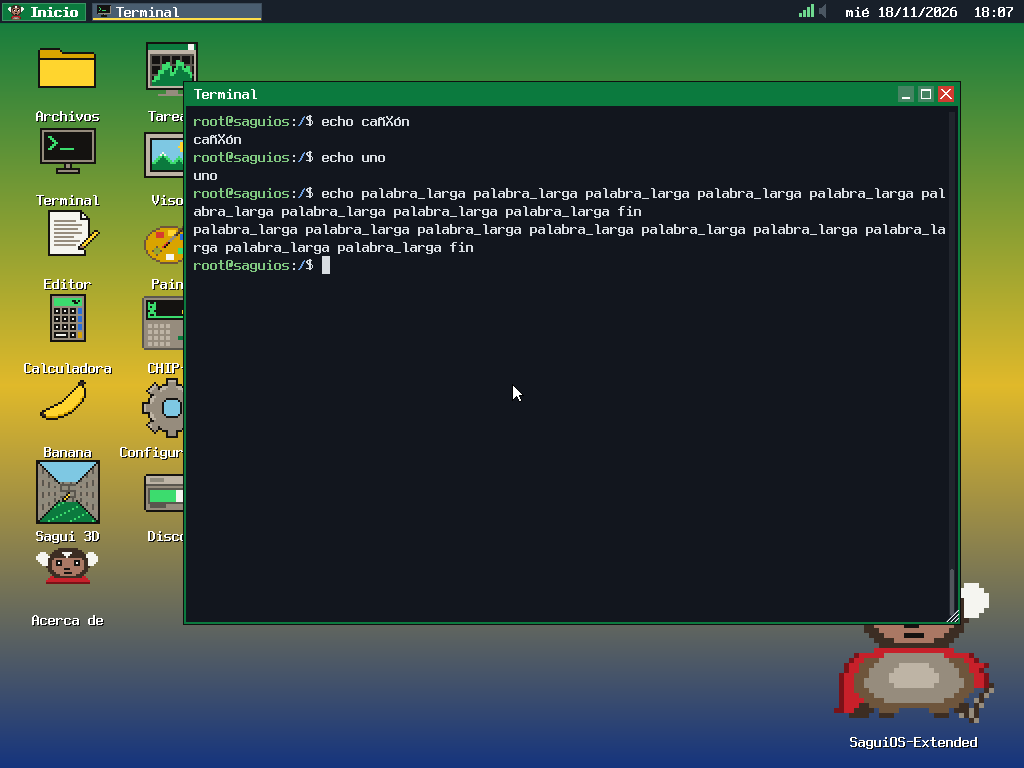 Inicio
Terminal
mié 18/11/2026 18:07
Archivos
Terminal
Editor
Calculadora
CHIP-
Banana
Sagui 3D
Acerca de
Terminal
root@saguios:/$ echo cañXón
cañXón
root@saguios:/$ echo uno
uno
root@saguios:/$ echo palabra_larga palabra_larga palabra_larga palabra_larga palabra_larga pal
abra_larga palabra_larga palabra_larga palabra_larga fin
palabra_larga palabra_larga palabra_larga palabra_larga palabra_larga palabra_larga palabra_la
rga palabra_larga palabra_larga fin
root@saguios:/$
SaguiOS-Extended